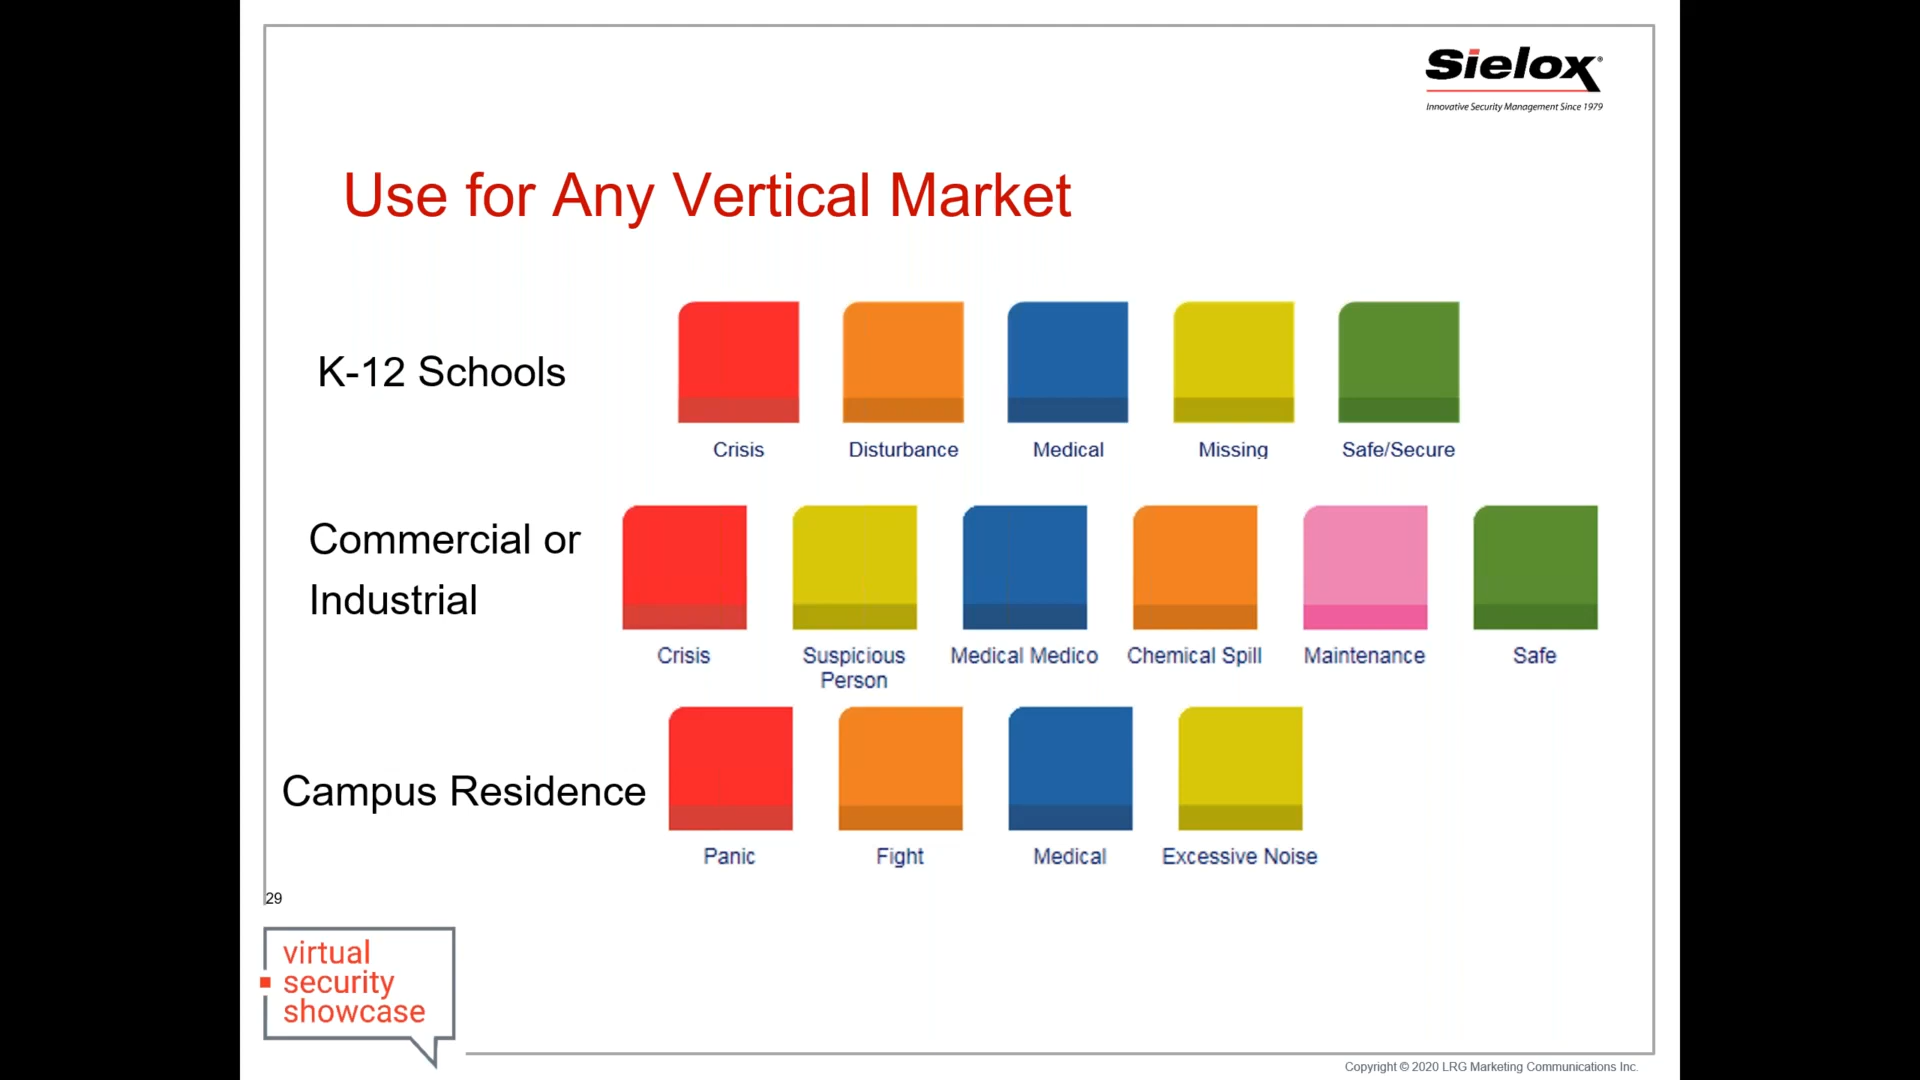 Sielox®
Innovative Security Management Since 1979
Use for Any Vertical Market
K-12 Schools
Crisis
Disturbance
Medical
Missing
Safe/Secure
Commercial or
Industrial
Crisis
Suspicious
Person
Medical Medico
Chemical Spill
Maintenance
Safe
Campus Residence
Panic
Fight
Medical
Excessive Noise
29
virtual
security
showcase
Copyright © 2020 LRG Marketing Communications Inc.